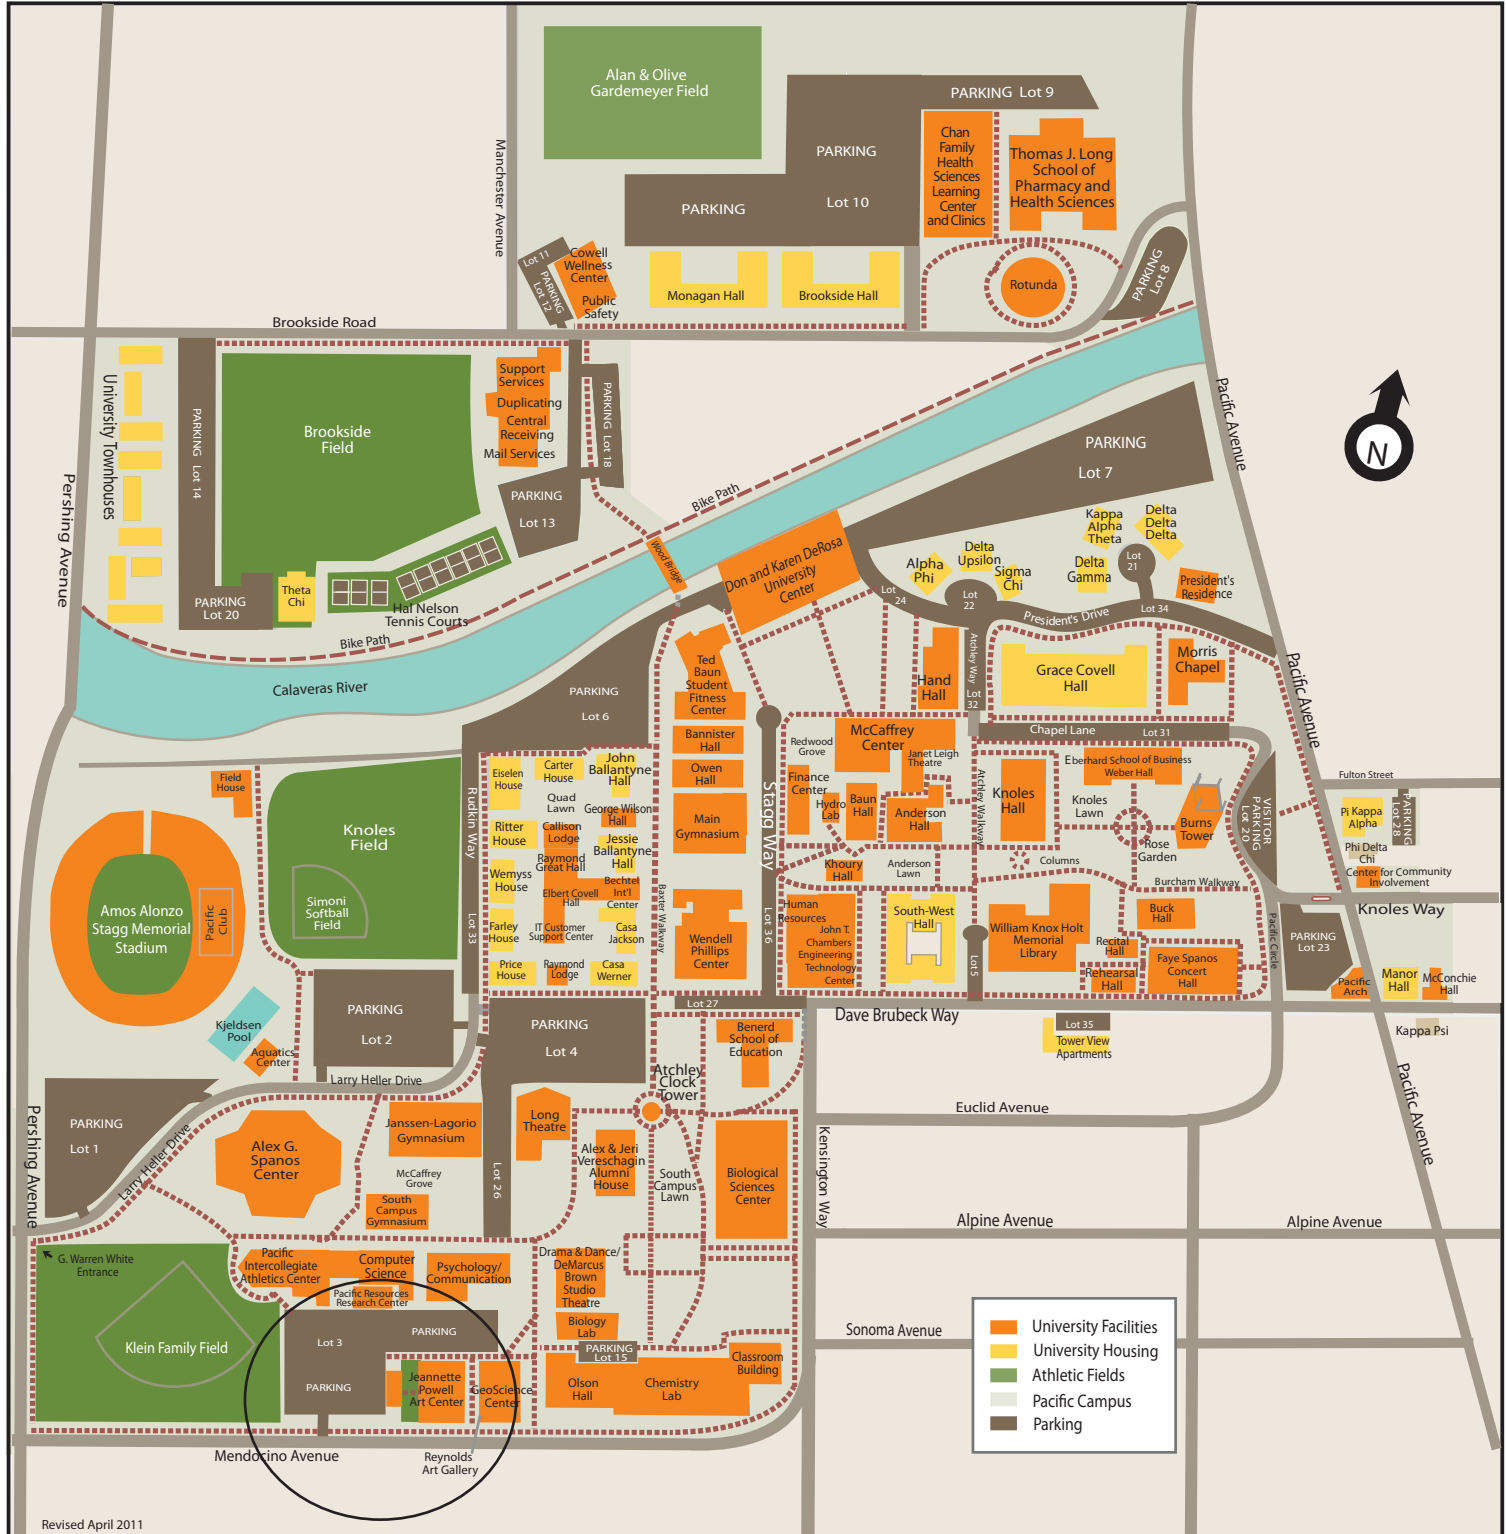 Alan & Olive
Gardemeyer Field
PARKING Lot 9
PARKING
Lot 10
PARKING
Chan
Family
Health
Sciences
Learning
Center
and Clinics
Thomas J. Long
School of
Pharmacy and
Health Sciences
Manchester Avenue
Lot 11
PARKING
Lot 12
Cowell
Wellness
Center
Public
Safety
Monagan Hall
Brookside Hall
Rotunda
PARKING
Lot 8
Brookside Road
University Townhouses
PARKING Lot 14
Brookside
Field
Support
Services
Duplicating
Central
Receiving
Mail Services
PARKING Lot 18
PARKING
Lot 13
Pacific Avenue
PARKING
Lot 7
N
Pershing Avenue
Bike Path
Wood Bridge
Don and Karen DeRosa
University
Center
Kappa
Alpha
Theta
Delta
Delta
Delta
Alpha
Phi
Delta
Upsilon
Sigma
Chi
Delta
Gamma
Lot
21
President's
Residence
Lot
24
Lot
22
President's Drive
Lot 34
PARKING
Lot 20
Theta
Chi
Hal Nelson
Tennis Courts
Bike Path
Calaveras River
PARKING
Lot 6
Ted
Baun
Student
Fitness
Center
Hand
Hall
Atchley Way
Lot
32
Grace Covell
Hall
Morris
Chapel
Pacific Avenue
Bannister
Hall
Owen
Hall
Main
Gymnasium
Redwood
Grove
McCaffrey
Center
Janet Leigh
Theatre
Chapel Lane
Lot 31
Field
House
Knoles
Field
Rudkin Way
Eiselen
House
Carter
House
John
Ballantyne
Hall
Quad
Lawn
George Wilson
Hall
Stagg Way
Finance
Center
Hydro
Lab
Baun
Hall
Anderson
Hall
Atchley Walkway
Knoles
Hall
Eberhard School of Business
Weber Hall
Knoles
Lawn
Burns
Tower
VISITOR
PARKING
Lot 20
Fulton Street
Pi Kappa
Alpha
PARKING
Lot 28
Phi Delta
Chi
Center for Community
Involvement
Ritter
House
Callison
Lodge
Jessie
Ballantyne
Hall
Raymond
Great Hall
Wemyss
House
Elbert Covell
Hall
Bechtel
Int'l
Center
Khoury
Hall
Anderson
Lawn
Columns
Rose
Garden
Burcham Walkway
Knoles Way
Amos Alonzo
Stagg Memorial
Stadium
Pacific
Club
Simoni
Softball
Field
Lot 33
Farley
House
IT Customer
Support Center
Casa
Jackson
Baxter Walkway
Price
House
Raymond
Lodge
Casa
Werner
Wendell
Phillips
Center
Lot 36
Human
Resources
John T.
Chambers
Engineering
Technology
Center
South-West
Hall
Lot 5
William Knox Holt
Memorial
Library
Buck
Hall
Recital
Hall
Rehearsal
Hall
Faye Spanos
Concert
Hall
Pacific Circle
PARKING
Lot 23
Pacific
Arch
Manor
Hall
McConchie
Hall
Kappa Psi
Kjeldsen
Pool
Aquatics
Center
PARKING
Lot 2
PARKING
Lot 4
Lot 27
Dave Brubeck Way
Lot 35
Tower View
Apartments
Benerd
School of
Education
Larry Heller Drive
Atchley
Clock
Tower
PARKING
Lot 1
Pershing Avenue
Larry Heller Drive
Alex G.
Spanos
Center
Janssen-Lagorio
Gymnasium
Long
Theatre
Lot 26
McCaffrey
Grove
South
Campus
Gymnasium
Alex & Jeri
Vereschagin
Alumni
House
South
Campus
Lawn
Biological
Sciences
Center
Kensington Way
Euclid Avenue
Pacific Avenue
Alpine Avenue
Alpine Avenue
G. Warren White
Entrance
Pacific
Intercollegiate
Athletics Center
Computer
Science
Psychology/
Communication
Pacific Resources
Research Center
Drama & Dance/
DeMarcus
Brown
Studio
Theatre
Biology
Lab
Klein Family Field
Lot 3
PARKING
PARKING
Jeannette
Powell
Art Center
GeoScience
Center
PARKING
Lot 15
Olson
Hall
Chemistry
Lab
Classroom
Building
Sonoma Avenue
Mendocino Avenue
Reynolds
Art Gallery
University Facilities
University Housing
Athletic Fields
Pacific Campus
Parking
Revised April 2011